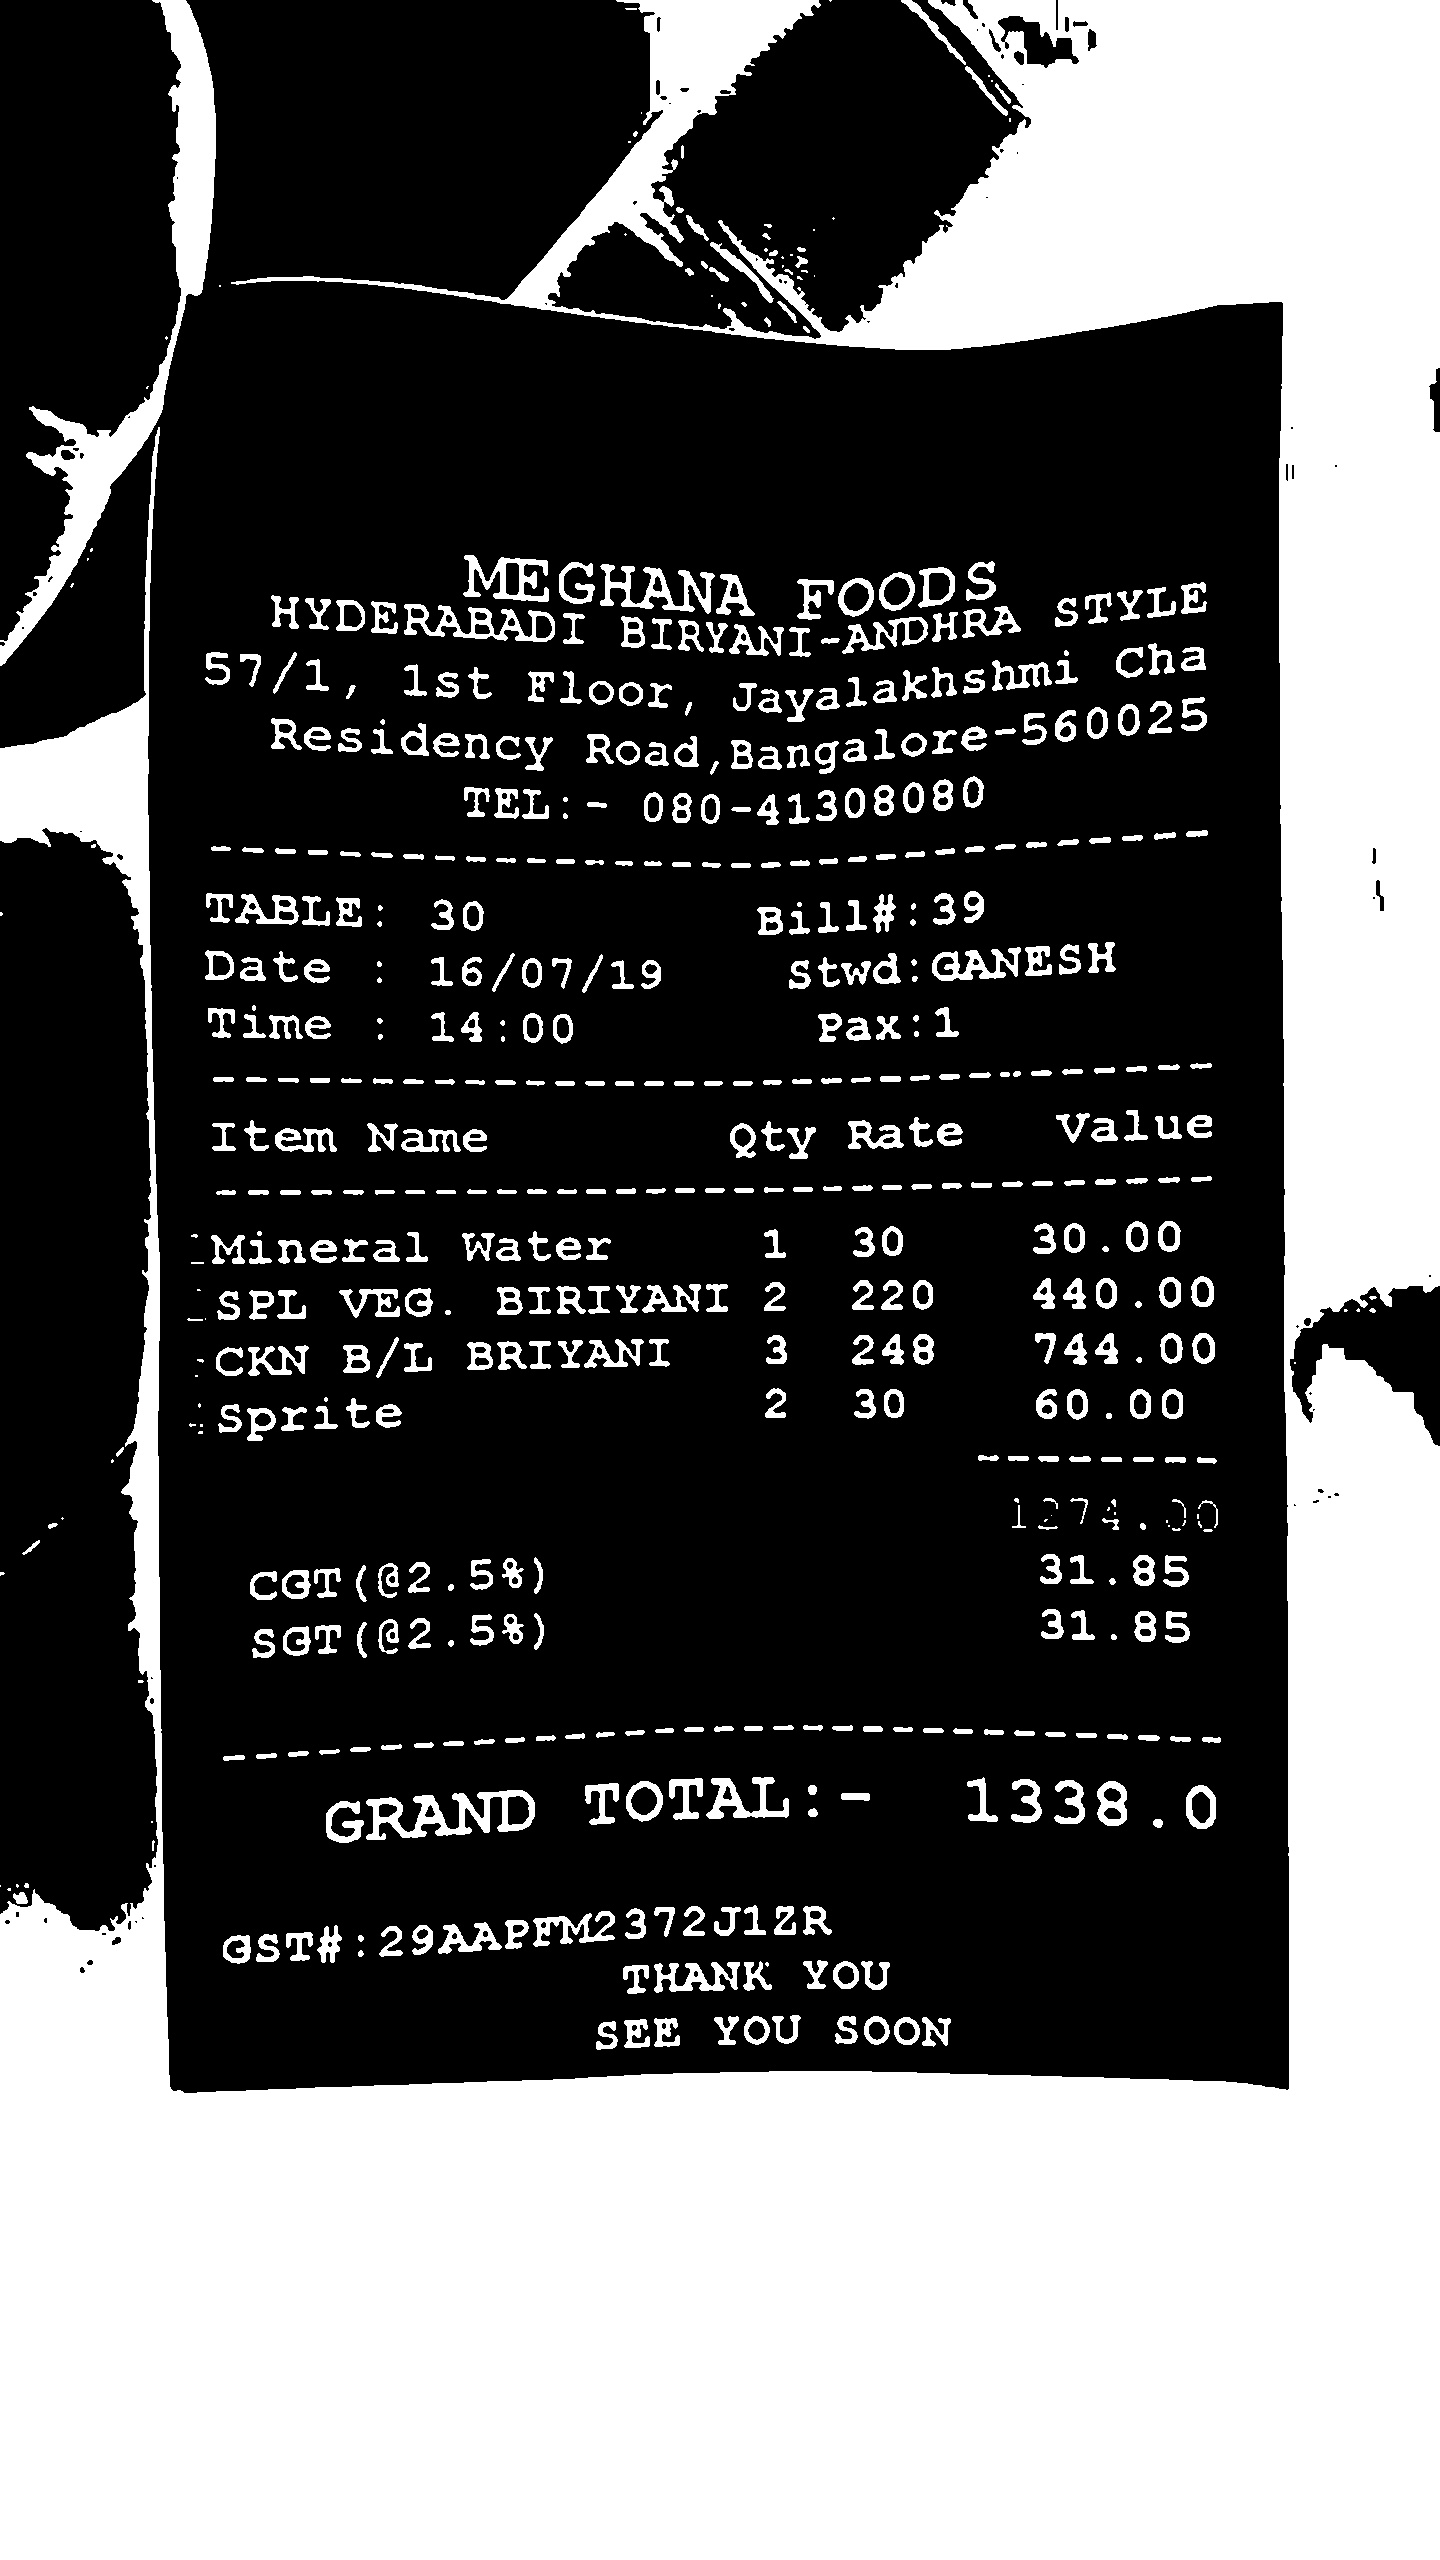 MEGHANA FOODS
HYDERABADI BIRYANI-ANDHRA STYLE
57/1, 1st Floor, Jayalakhshmi Cha
Residency Road,Bangalore-560025
TEL:- 080-41308080
TABLE: 30 Bill#:39
Date : 16/07/19 Stwd:GANESH
Time : 14:00 Pax:1
Item Name Qty Rate Value
Mineral Water 1 30 30.00
SPL VEG. BIRIYANI 2 220 440.00
CKN B/L BRIYANI 3 248 744.00
Sprite 2 30 60.00
1274.00
CGT(@2.5%) 31.85
SGT(@2.5%) 31.85
GRAND TOTAL:- 1338.0
GST#:29AAPFM2372J1ZR
THANK YOU
SEE YOU SOON